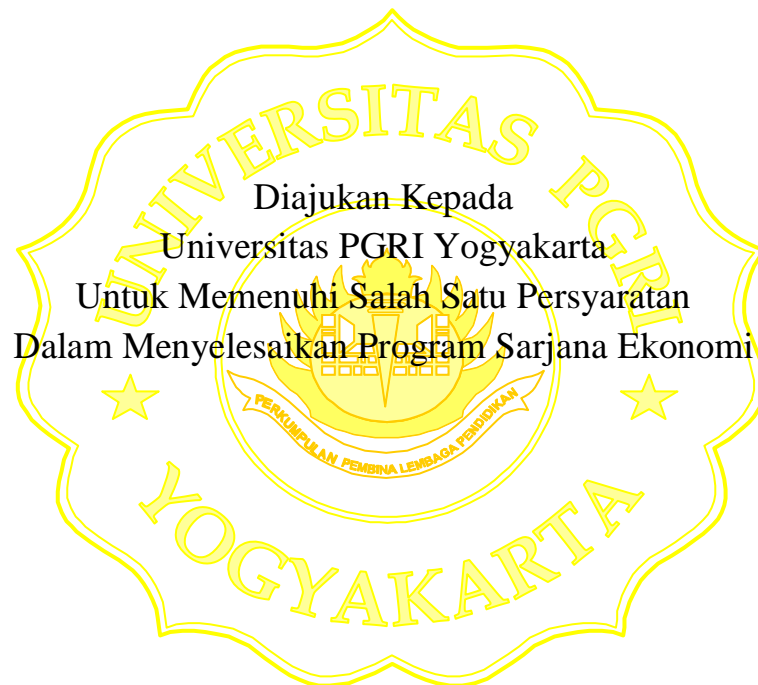 UNIVERSITAS PGRI
Diajukan Kepada
Universitas PGRI Yogyakarta
Untuk Memenuhi Salah Satu Persyaratan
Dalam Menyelesaikan Program Sarjana Ekonomi
PERKUMPULAN PEMBINA LEMBAGA PENDIDIKAN
YOGYAKARTA